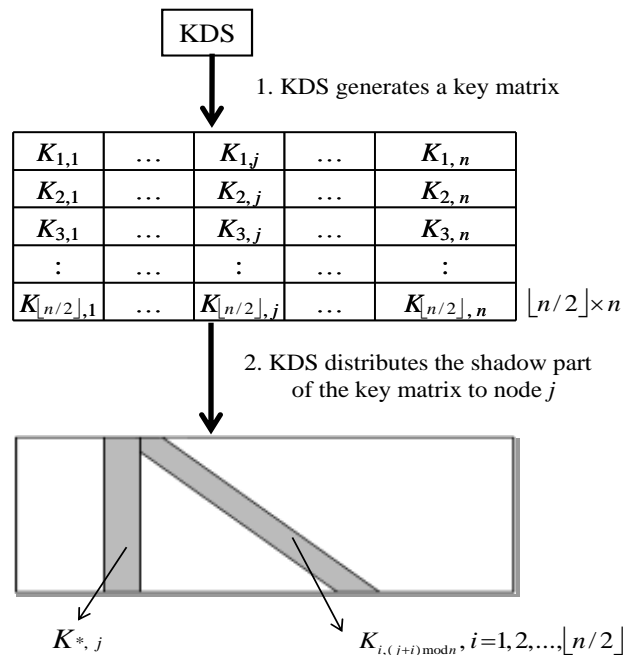 KDS
1. KDS generates a key matrix
K1,1 … K1,j … K1, n
K2,1 … K2, j … K2, n
K3,1 … K3, j … K3, n
: … : … :
K⌊n/2⌋,1 … K⌊n/2⌋, j … K⌊n/2⌋, n ⌊n/2⌋×n
2. KDS distributes the shadow part
of the key matrix to node j
K*, j
Ki,(j+i)modn, i=1,2,...,⌊n/2⌋